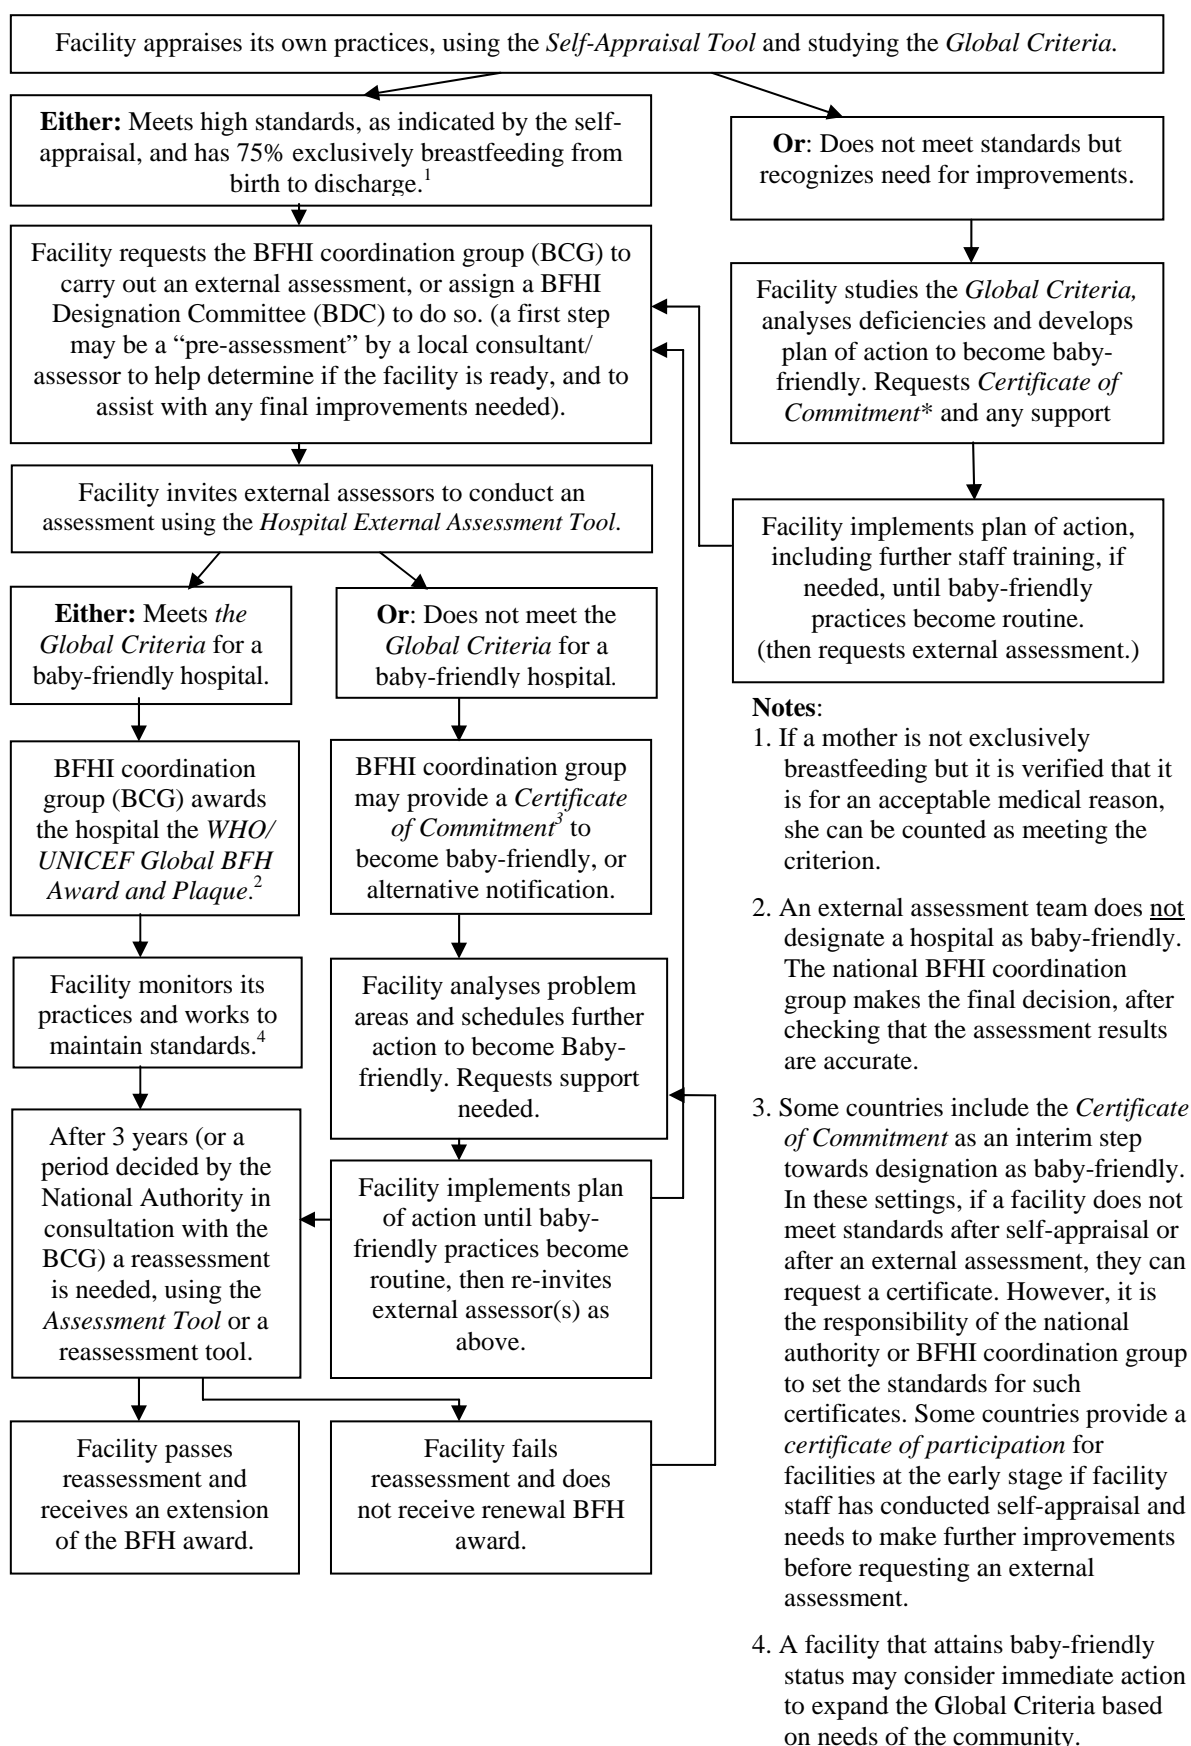 Facility appraises its own practices, using the Self-Appraisal Tool and studying the Global Criteria.
Either: Meets high standards, as indicated by the self-
appraisal, and has 75% exclusively breastfeeding from
birth to discharge.1
Or: Does not meet standards but
recognizes need for improvements.
Facility requests the BFHI coordination group (BCG) to
carry out an external assessment, or assign a BFHI
Designation Committee (BDC) to do so. (a first step
may be a “pre-assessment” by a local consultant/
assessor to help determine if the facility is ready, and to
assist with any final improvements needed).
Facility studies the Global Criteria,
analyses deficiencies and develops
plan of action to become baby-
friendly. Requests Certificate of
Commitment* and any support
Facility invites external assessors to conduct an
assessment using the Hospital External Assessment Tool.
Facility implements plan of action,
including further staff training, if
needed, until baby-friendly
practices become routine.
(then requests external assessment.)
Either: Meets the
Global Criteria for a
baby-friendly hospital.
Or: Does not meet the
Global Criteria for a
baby-friendly hospital.
BFHI coordination
group (BCG) awards
the hospital the WHO/
UNICEF Global BFH
Award and Plaque.2
BFHI coordination group
may provide a Certificate
of Commitment3 to
become baby-friendly, or
alternative notification.
Facility monitors its
practices and works to
maintain standards.4
Facility analyses problem
areas and schedules further
action to become Baby-
friendly. Requests support
needed.
After 3 years (or a
period decided by the
National Authority in
consultation with the
BCG) a reassessment
is needed, using the
Assessment Tool or a
reassessment tool.
Facility implements plan
of action until baby-
friendly practices become
routine, then re-invites
external assessor(s) as
above.
Facility passes
reassessment and
receives an extension
of the BFH award.
Facility fails
reassessment and does
not receive renewal BFH
award.
Notes:
1. If a mother is not exclusively
breastfeeding but it is verified that it
is for an acceptable medical reason,
she can be counted as meeting the
criterion.
2. An external assessment team does not
designate a hospital as baby-friendly.
The national BFHI coordination
group makes the final decision, after
checking that the assessment results
are accurate.
3. Some countries include the Certificate
of Commitment as an interim step
towards designation as baby-friendly.
In these settings, if a facility does not
meet standards after self-appraisal or
after an external assessment, they can
request a certificate. However, it is
the responsibility of the national
authority or BFHI coordination group
to set the standards for such
certificates. Some countries provide a
certificate of participation for
facilities at the early stage if facility
staff has conducted self-appraisal and
needs to make further improvements
before requesting an external
assessment.
4. A facility that attains baby-friendly
status may consider immediate action
to expand the Global Criteria based
on needs of the community.